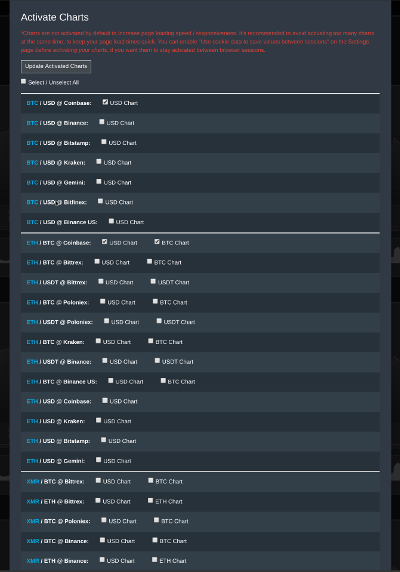 Activate Charts
*Charts are not activated by default to increase page loading speed / responsiveness. It's recommended to avoid activating too many charts
at the same time, to keep your page load times quick. You can enable "Use cookie data to save values between sessions" on the Settings
page before activating your charts, if you want them to stay activated between browser sessions.
Update Activated Charts
Select / Unselect All
BTC / USD @ Coinbase: USD Chart
BTC / USD @ Binance: USD Chart
BTC / USD @ Bitstamp: USD Chart
BTC / USD @ Kraken: USD Chart
BTC / USD @ Gemini: USD Chart
BTC / USD @ Bitfinex: USD Chart
BTC / USD @ Binance US: USD Chart
ETH / BTC @ Coinbase: USD Chart BTC Chart
ETH / BTC @ Bittrex: USD Chart BTC Chart
ETH / USDT @ Bittrex: USD Chart USDT Chart
ETH / BTC @ Poloniex: USD Chart BTC Chart
ETH / USDT @ Poloniex: USD Chart USDT Chart
ETH / BTC @ Kraken: USD Chart BTC Chart
ETH / USDT @ Binance: USD Chart USDT Chart
ETH / BTC @ Binance US: USD Chart BTC Chart
ETH / USD @ Coinbase: USD Chart
ETH / USD @ Kraken: USD Chart
ETH / USD @ Bitstamp: USD Chart
ETH / USD @ Gemini: USD Chart
XMR / BTC @ Bittrex: USD Chart BTC Chart
XMR / ETH @ Bittrex: USD Chart ETH Chart
XMR / BTC @ Poloniex: USD Chart BTC Chart
XMR / BTC @ Binance: USD Chart BTC Chart
XMR / ETH @ Binance: USD Chart ETH Chart